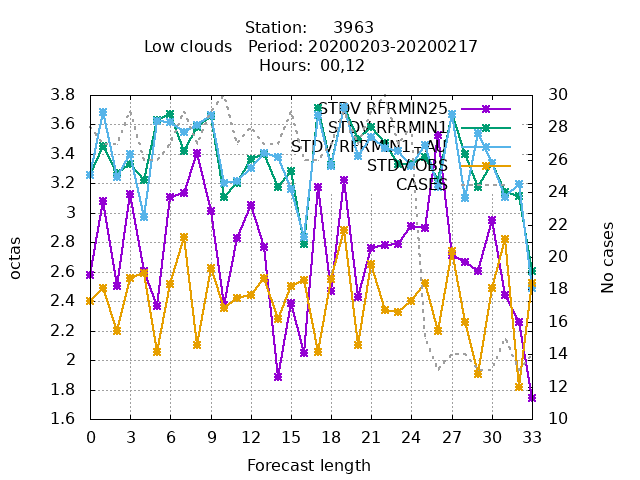 Station: 3963
Low clouds Period: 20200203-20200217
Hours: 00,12
STDV RFRMIN25
STDV RFRMIN1
STDV RFRMIN1+AU
STDV OBS
CASES
3.8
3.6
3.4
3.2
3
2.8
2.6
2.4
2.2
2
1.8
1.6
octas
30
28
26
24
22
20
18
16
14
12
10
No cases
0 3 6 9 12 15 18 21 24 27 30 33
Forecast length